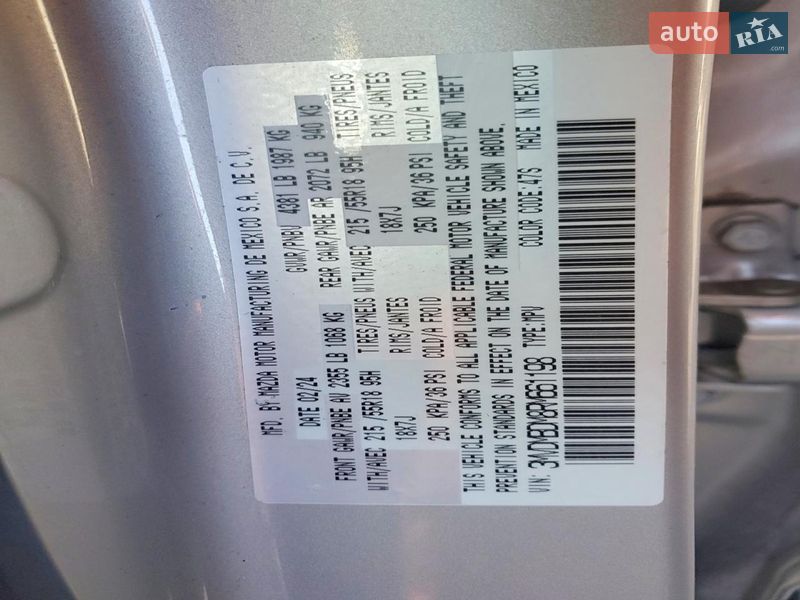 auto RIA .com
MFD. BY MAZDA MOTOR MANUFACTURING DE MEXICO S.A. DE C.V.
DATE 02/24 GVWR/PNBV 4381 LB 1987 KG
FRONT GAWR/PNBE AV 2355 LB 1068 KG REAR GAWR/PNBE AR 2072 LB 940 KG
WITH/AVEC 215 /55R18 95H TIRES/PNEUS WITH/AVEC 215 /55R18 95H TIRES/PNEUS
18X7J RIMS/JANTES 18X7J RIMS/JANTES
250 KPA/36 PSI COLD/A FROID 250 KPA/36 PSI COLD/A FROID
THIS VEHICLE CONFORMS TO ALL APPLICABLE FEDERAL MOTOR VEHICLE SAFETY AND THEFT
PREVENTION STANDARDS IN EFFECT ON THE DATE OF MANUFACTURE SHOWN ABOVE.
VIN: TYPE:MPV COLOR CODE:47S MADE IN MEXICO